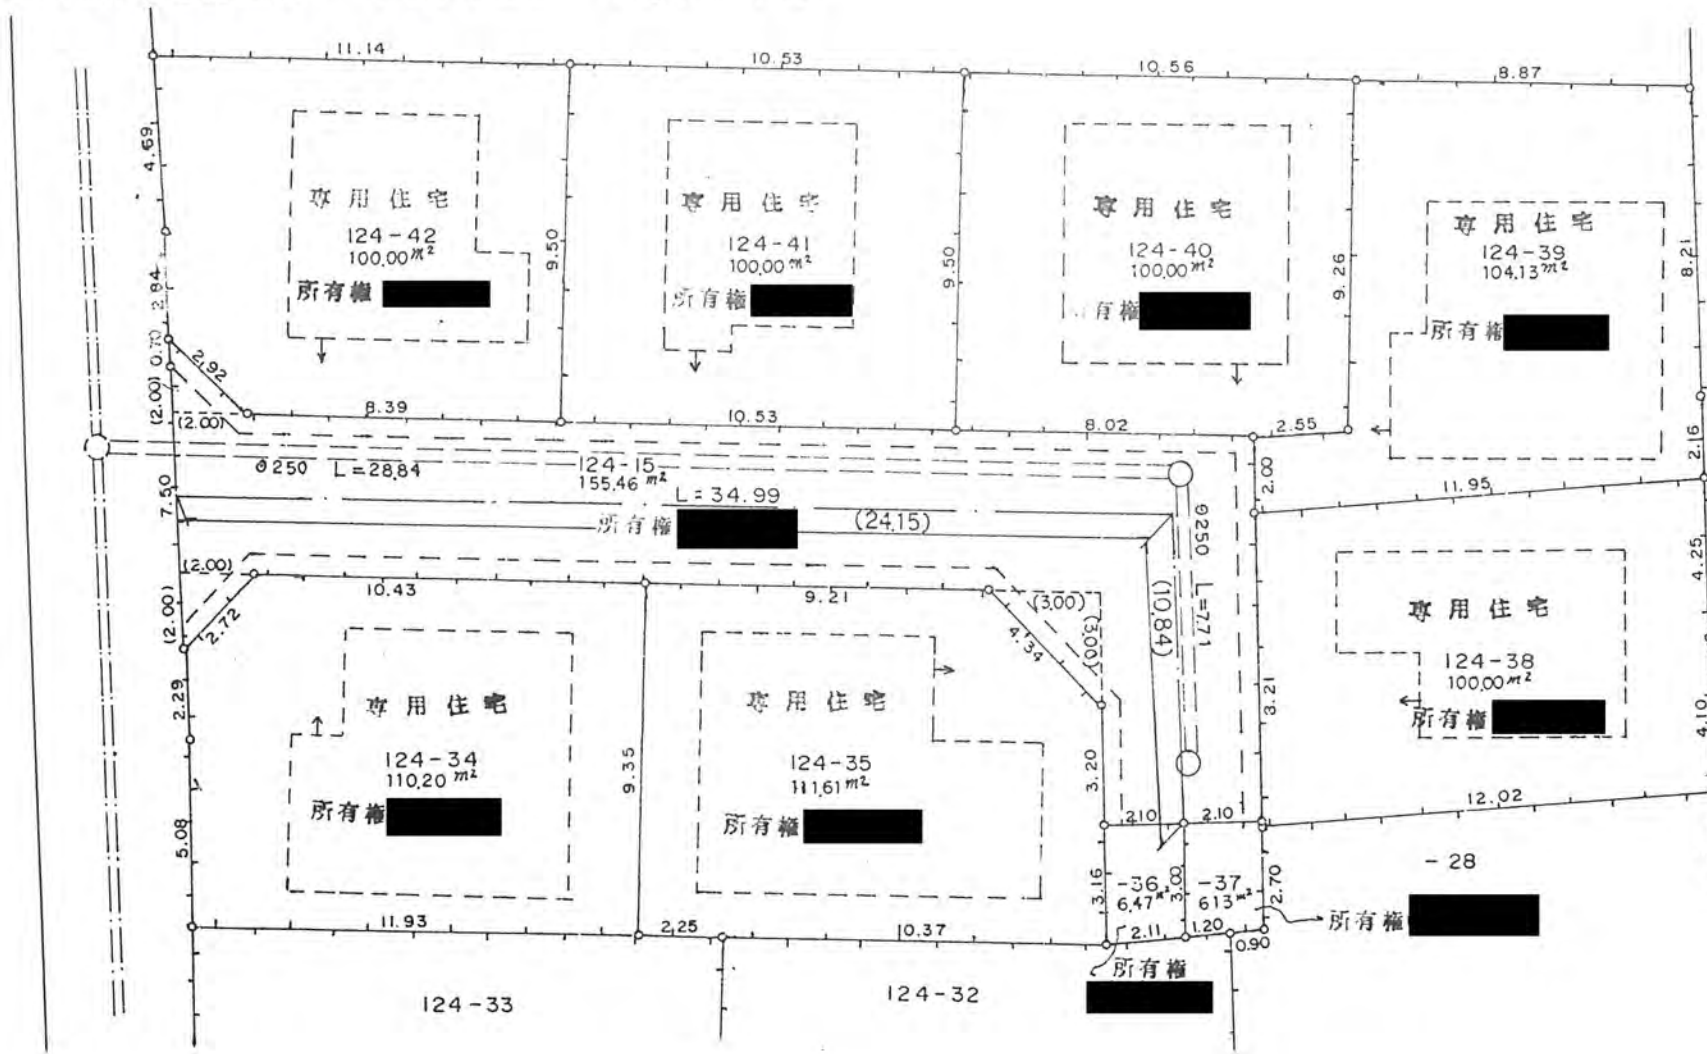 11.14
10.53
10.56
8.87
4.69
専用住宅
124-42
100.00m²
所有権
9.50
専用住宅
124-41
100.00m²
所有権
9.50
専用住宅
124-40
100.00m²
有権
9.26
専用住宅
124-39
104.13m²
所有権
8.21
2.94
0.70
2.92
(2.00)
(2.00)
8.39
10.53
8.02
2.55
2.16
2.00
11.95
Θ250 L=28.84
124-15
155.46m²
L=34.99
所有権
(24.15)
7.50
Θ250 L=7.71
(10.84)
4.25
(2.00)
(2.00)
2.72
10.43
9.21
(3.00)
(3.00)
4.34
3.21
専用住宅
124-38
100.00m²
所有権
4.10
2.29
専用住宅
124-34
110.20m²
所有権
9.35
専用住宅
124-35
111.61m²
所有権
3.20
2.10
2.10
12.02
5.08
-28
3.16
-36
6.47m²
3.00
-37
6.13m²
2.70
所有権
11.93
2.25
10.37
2.11
1.20
0.90
所有権
124-33
124-32